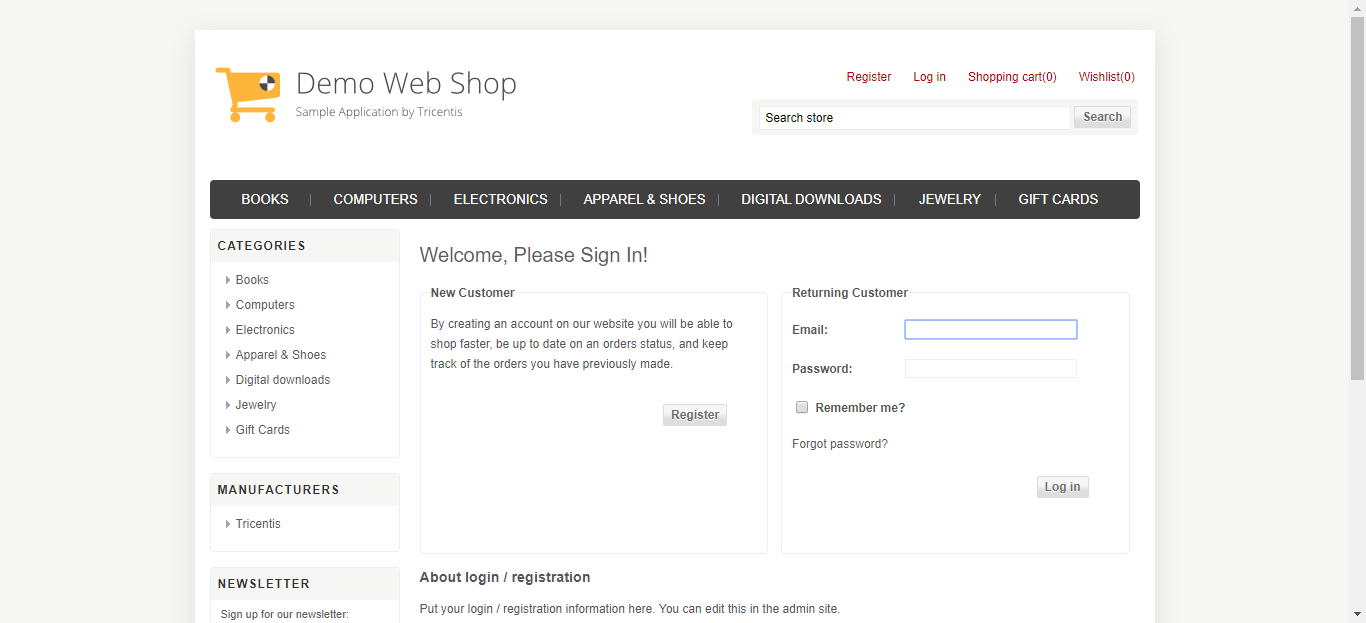 Demo Web Shop
Sample Application by Tricentis
Register Log in Shopping cart(0) Wishlist(0)
Search store Search
BOOKS COMPUTERS ELECTRONICS APPAREL & SHOES DIGITAL DOWNLOADS JEWELRY GIFT CARDS
CATEGORIES
Books
Computers
Electronics
Apparel & Shoes
Digital downloads
Jewelry
Gift Cards
MANUFACTURERS
Tricentis
NEWSLETTER
Sign up for our newsletter:
Welcome, Please Sign In!
New Customer
By creating an account on our website you will be able to
shop faster, be up to date on an orders status, and keep
track of the orders you have previously made.
Register
Returning Customer
Email:
Password:
Remember me?
Forgot password?
Log in
About login / registration
Put your login / registration information here. You can edit this in the admin site.